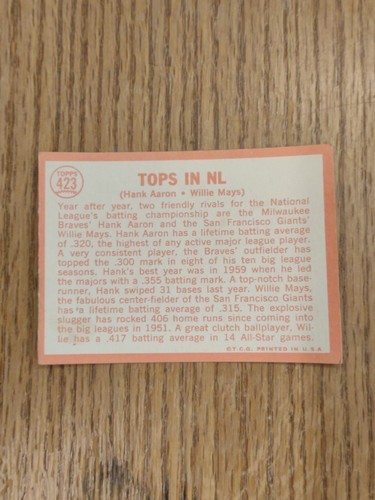 TOPPS
423
TOPS IN NL
(Hank Aaron • Willie Mays)
Year after year, two friendly rivals for the National
League's batting championship are the Milwaukee
Braves' Hank Aaron and the San Francisco Giants'
Willie Mays. Hank Aaron has a lifetime batting average
of .320, the highest of any active major league player.
A very consistent player, the Braves' outfielder has
topped the .300 mark in eight of his ten big league
seasons. Hank's best year was in 1959 when he led
the majors with a .355 batting mark. A top-notch base-
runner, Hank swiped 31 bases last year. Willie Mays,
the fabulous center-fielder of the San Francisco Giants
has a lifetime batting average of .315. The explosive
slugger has rocked 406 home runs since coming into
the big leagues in 1951. A great clutch ballplayer, Wil-
lie has a .417 batting average in 14 All-Star games.
©T.C.G. PRINTED IN U.S.A.